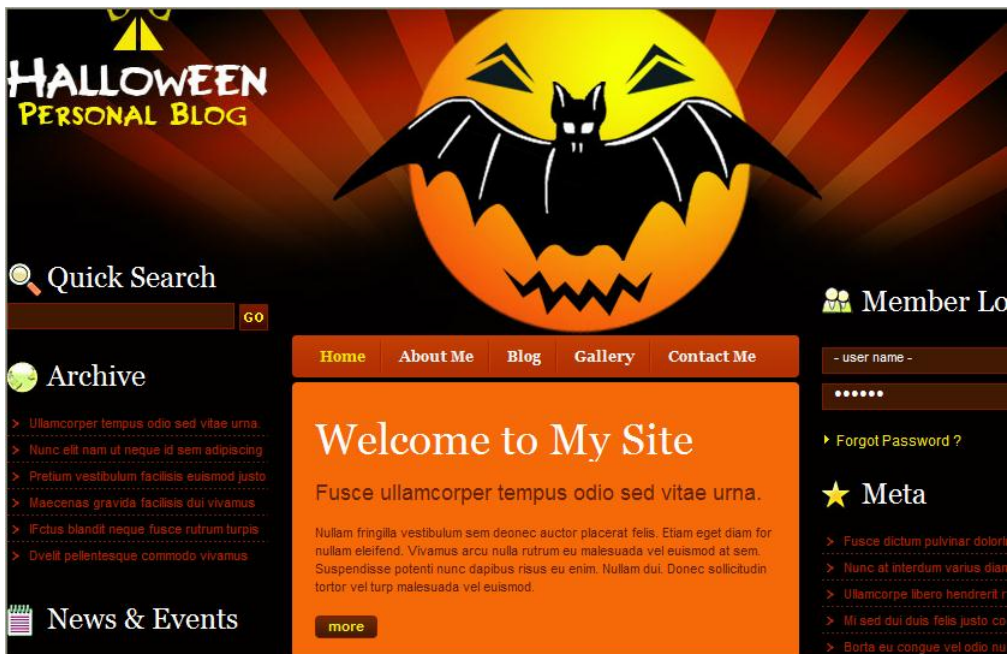 HALLOWEEN
PERSONAL BLOG
Quick Search
GO
Archive
Ullamcorper tempus odio sed vitae urna.
Nunc elit nam ut neque id sem adipiscing
Pretium vestibulum facilisis euismod justo
Maecenas gravida facilisis dui vivamus
IFctus blandit neque fusce rutrum turpis
Dvelit pellentesque commodo vivamus
News & Events
Home About Me Blog Gallery Contact Me
Welcome to My Site
Fusce ullamcorper tempus odio sed vitae urna.
Nullam fringilla vestibulum sem deonec auctor placerat felis. Etiam eget diam for
nullam eleifend. Vivamus arcu nulla rutrum eu malesuada vel euismod at sem.
Suspendisse potenti nunc dapibus risus eu enim. Nullam dui. Donec sollicitudin
tortor vel turp malesuada vel euismod.
more
Member Lo
- user name -
••••••
Forgot Password ?
Meta
Fusce dictum pulvinar dolor
Nunc at interdum varius dian
Ullamcorpe libero hendrerit r
Mi sed dui duis felis justo co
Borta eu congue vel odio nu